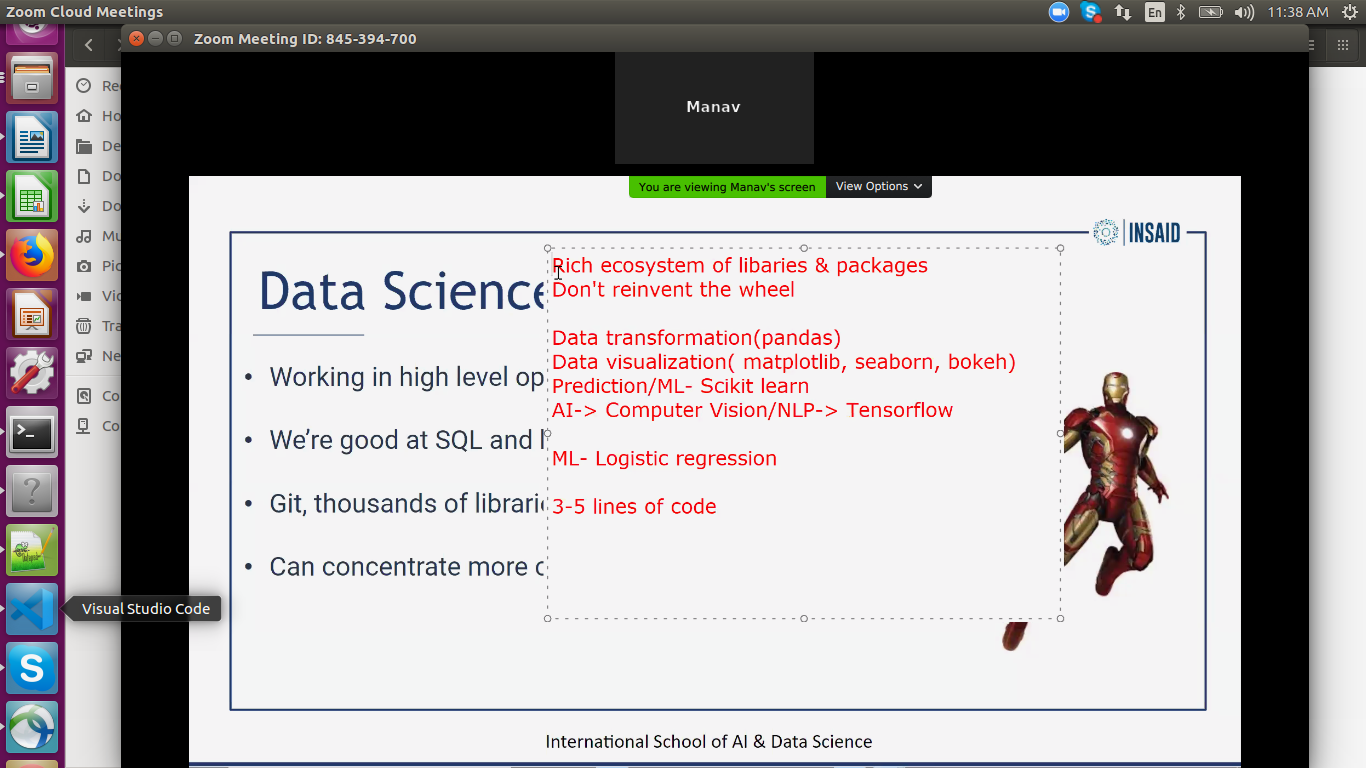 Zoom Cloud Meetings
En
11:38 AM
Zoom Meeting ID: 845-394-700
Manav
You are viewing Manav's screen
View Options
INSAID
Data Science
Rich ecosystem of libaries & packages
Don't reinvent the wheel
Data transformation(pandas)
Data visualization( matplotlib, seaborn, bokeh)
Prediction/ML- Scikit learn
AI-> Computer Vision/NLP-> Tensorflow
ML- Logistic regression
3-5 lines of code
• Working in high level op
• We’re good at SQL and
• Git, thousands of librari
• Can concentrate more
Visual Studio Code
International School of AI & Data Science
Re
Ho
De
Do
Do
Mu
Pic
Vi
Tra
Ne
Co
Co